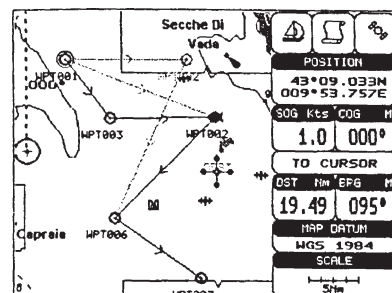 Secche Di
Vada
WPT001
000°
WPT003
WPT002
WPT006
Capraia
POSITION
43°09.033N
009°53.757E
SOG Kts COG M
1.0 000°
TO CURSOR
DST Nm BRG M
19.49 095°
MAP DATUM
WGS 1984
SCALE
5Nm